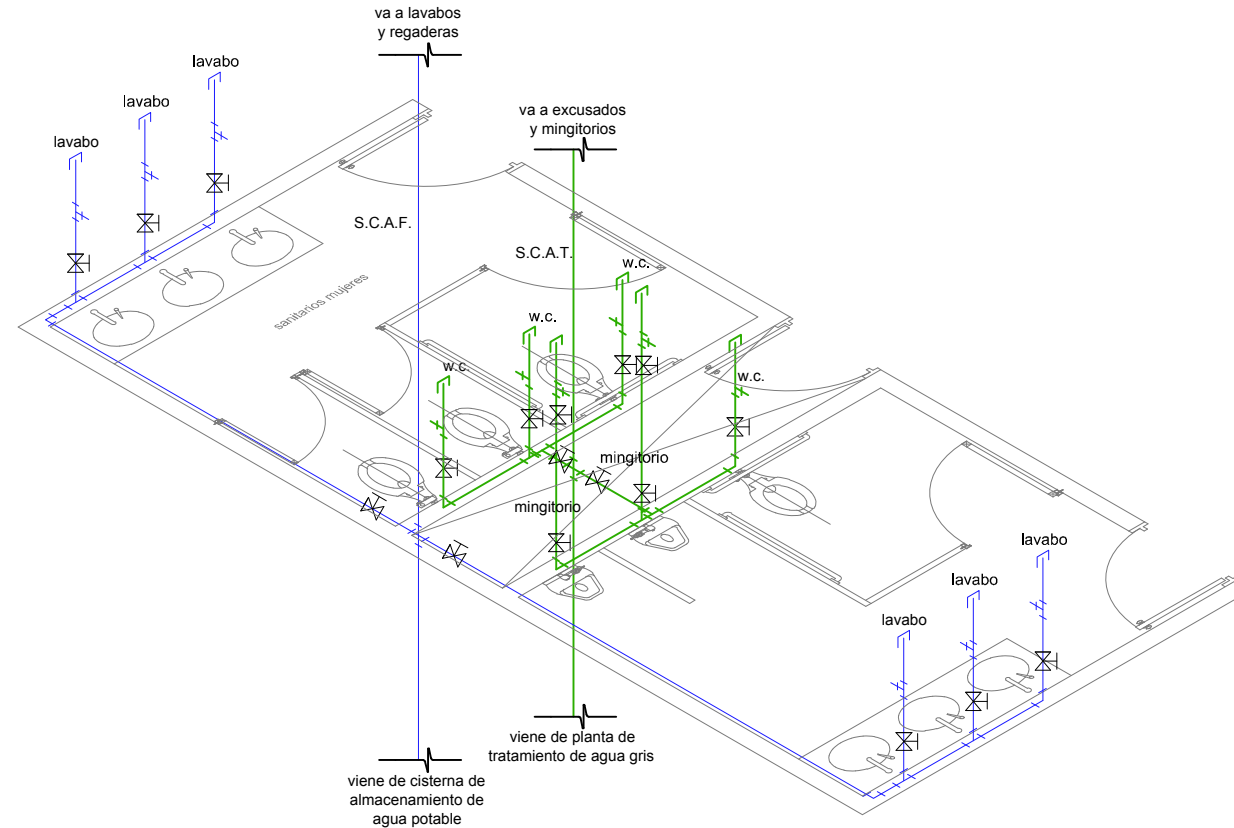 va a lavabos
y regaderas
lavabo
lavabo
lavabo
va a excusados
y mingitorios
S.C.A.F.
S.C.A.T.
w.c.
sanitarios mujeres
w.c.
w.c.
w.c.
mingitorio
mingitorio
lavabo
lavabo
lavabo
viene de planta de
tratamiento de agua gris
viene de cisterna de
almacenamiento de
agua potable